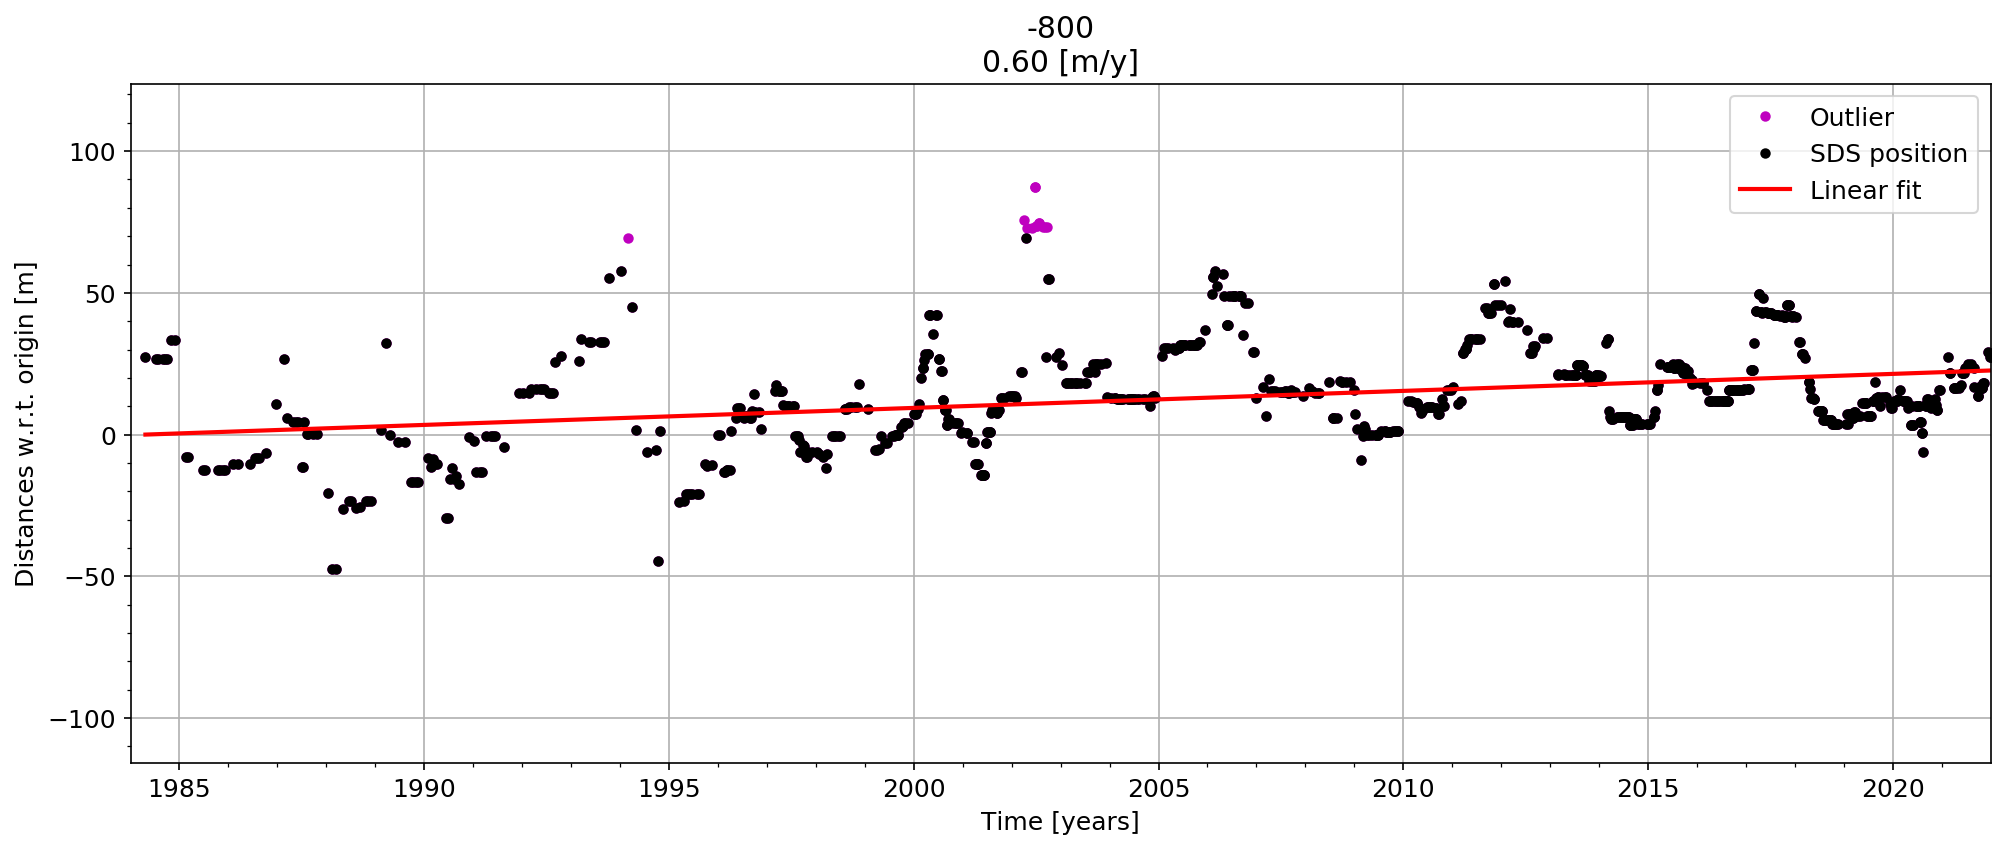 -800
0.60 [m/y]
Outlier
SDS position
Linear fit
Distances w.r.t. origin [m]
100
50
0
−50
−100
1985 1990 1995 2000 2005 2010 2015 2020
Time [years]